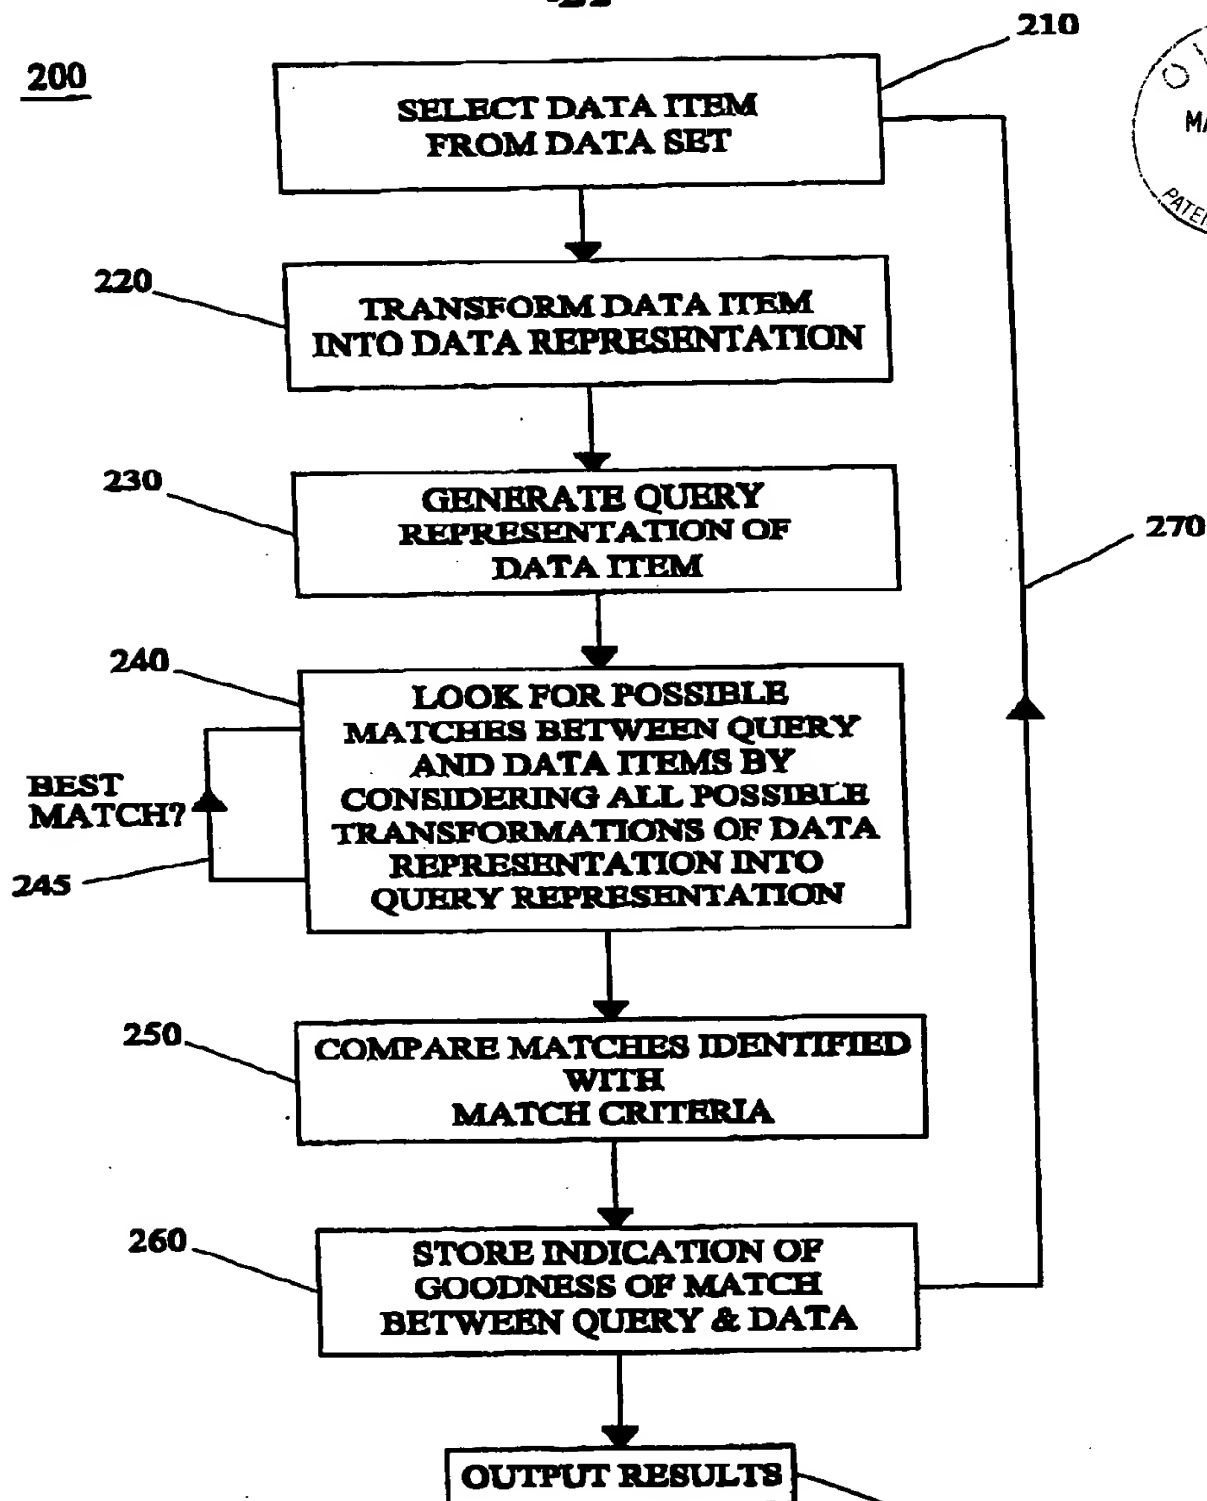 200
210
SELECT DATA ITEM
FROM DATA SET
220
TRANSFORM DATA ITEM
INTO DATA REPRESENTATION
230
GENERATE QUERY
REPRESENTATION OF
DATA ITEM
270
240
LOOK FOR POSSIBLE
MATCHES BETWEEN QUERY
AND DATA ITEMS BY
CONSIDERING ALL POSSIBLE
TRANSFORMATIONS OF DATA
REPRESENTATION INTO
QUERY REPRESENTATION
BEST
MATCH?
245
250
COMPARE MATCHES IDENTIFIED
WITH
MATCH CRITERIA
260
STORE INDICATION OF
GOODNESS OF MATCH
BETWEEN QUERY & DATA
OUTPUT RESULTS